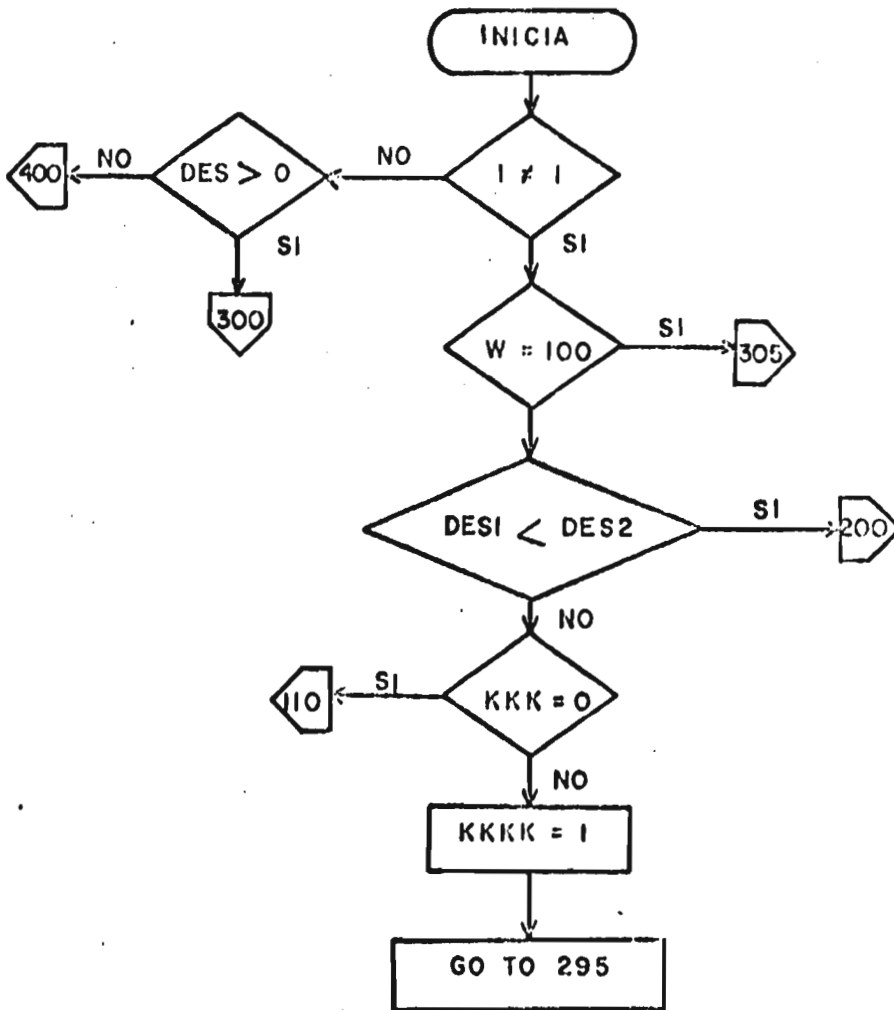 INICIA
I ≠ 1
NO
DES > 0
NO
400
SI
300
SI
W = 100
SI
305
DES1 < DES2
SI
200
NO
KKK = 0
SI
110
NO
KKKK = 1
GO TO 295